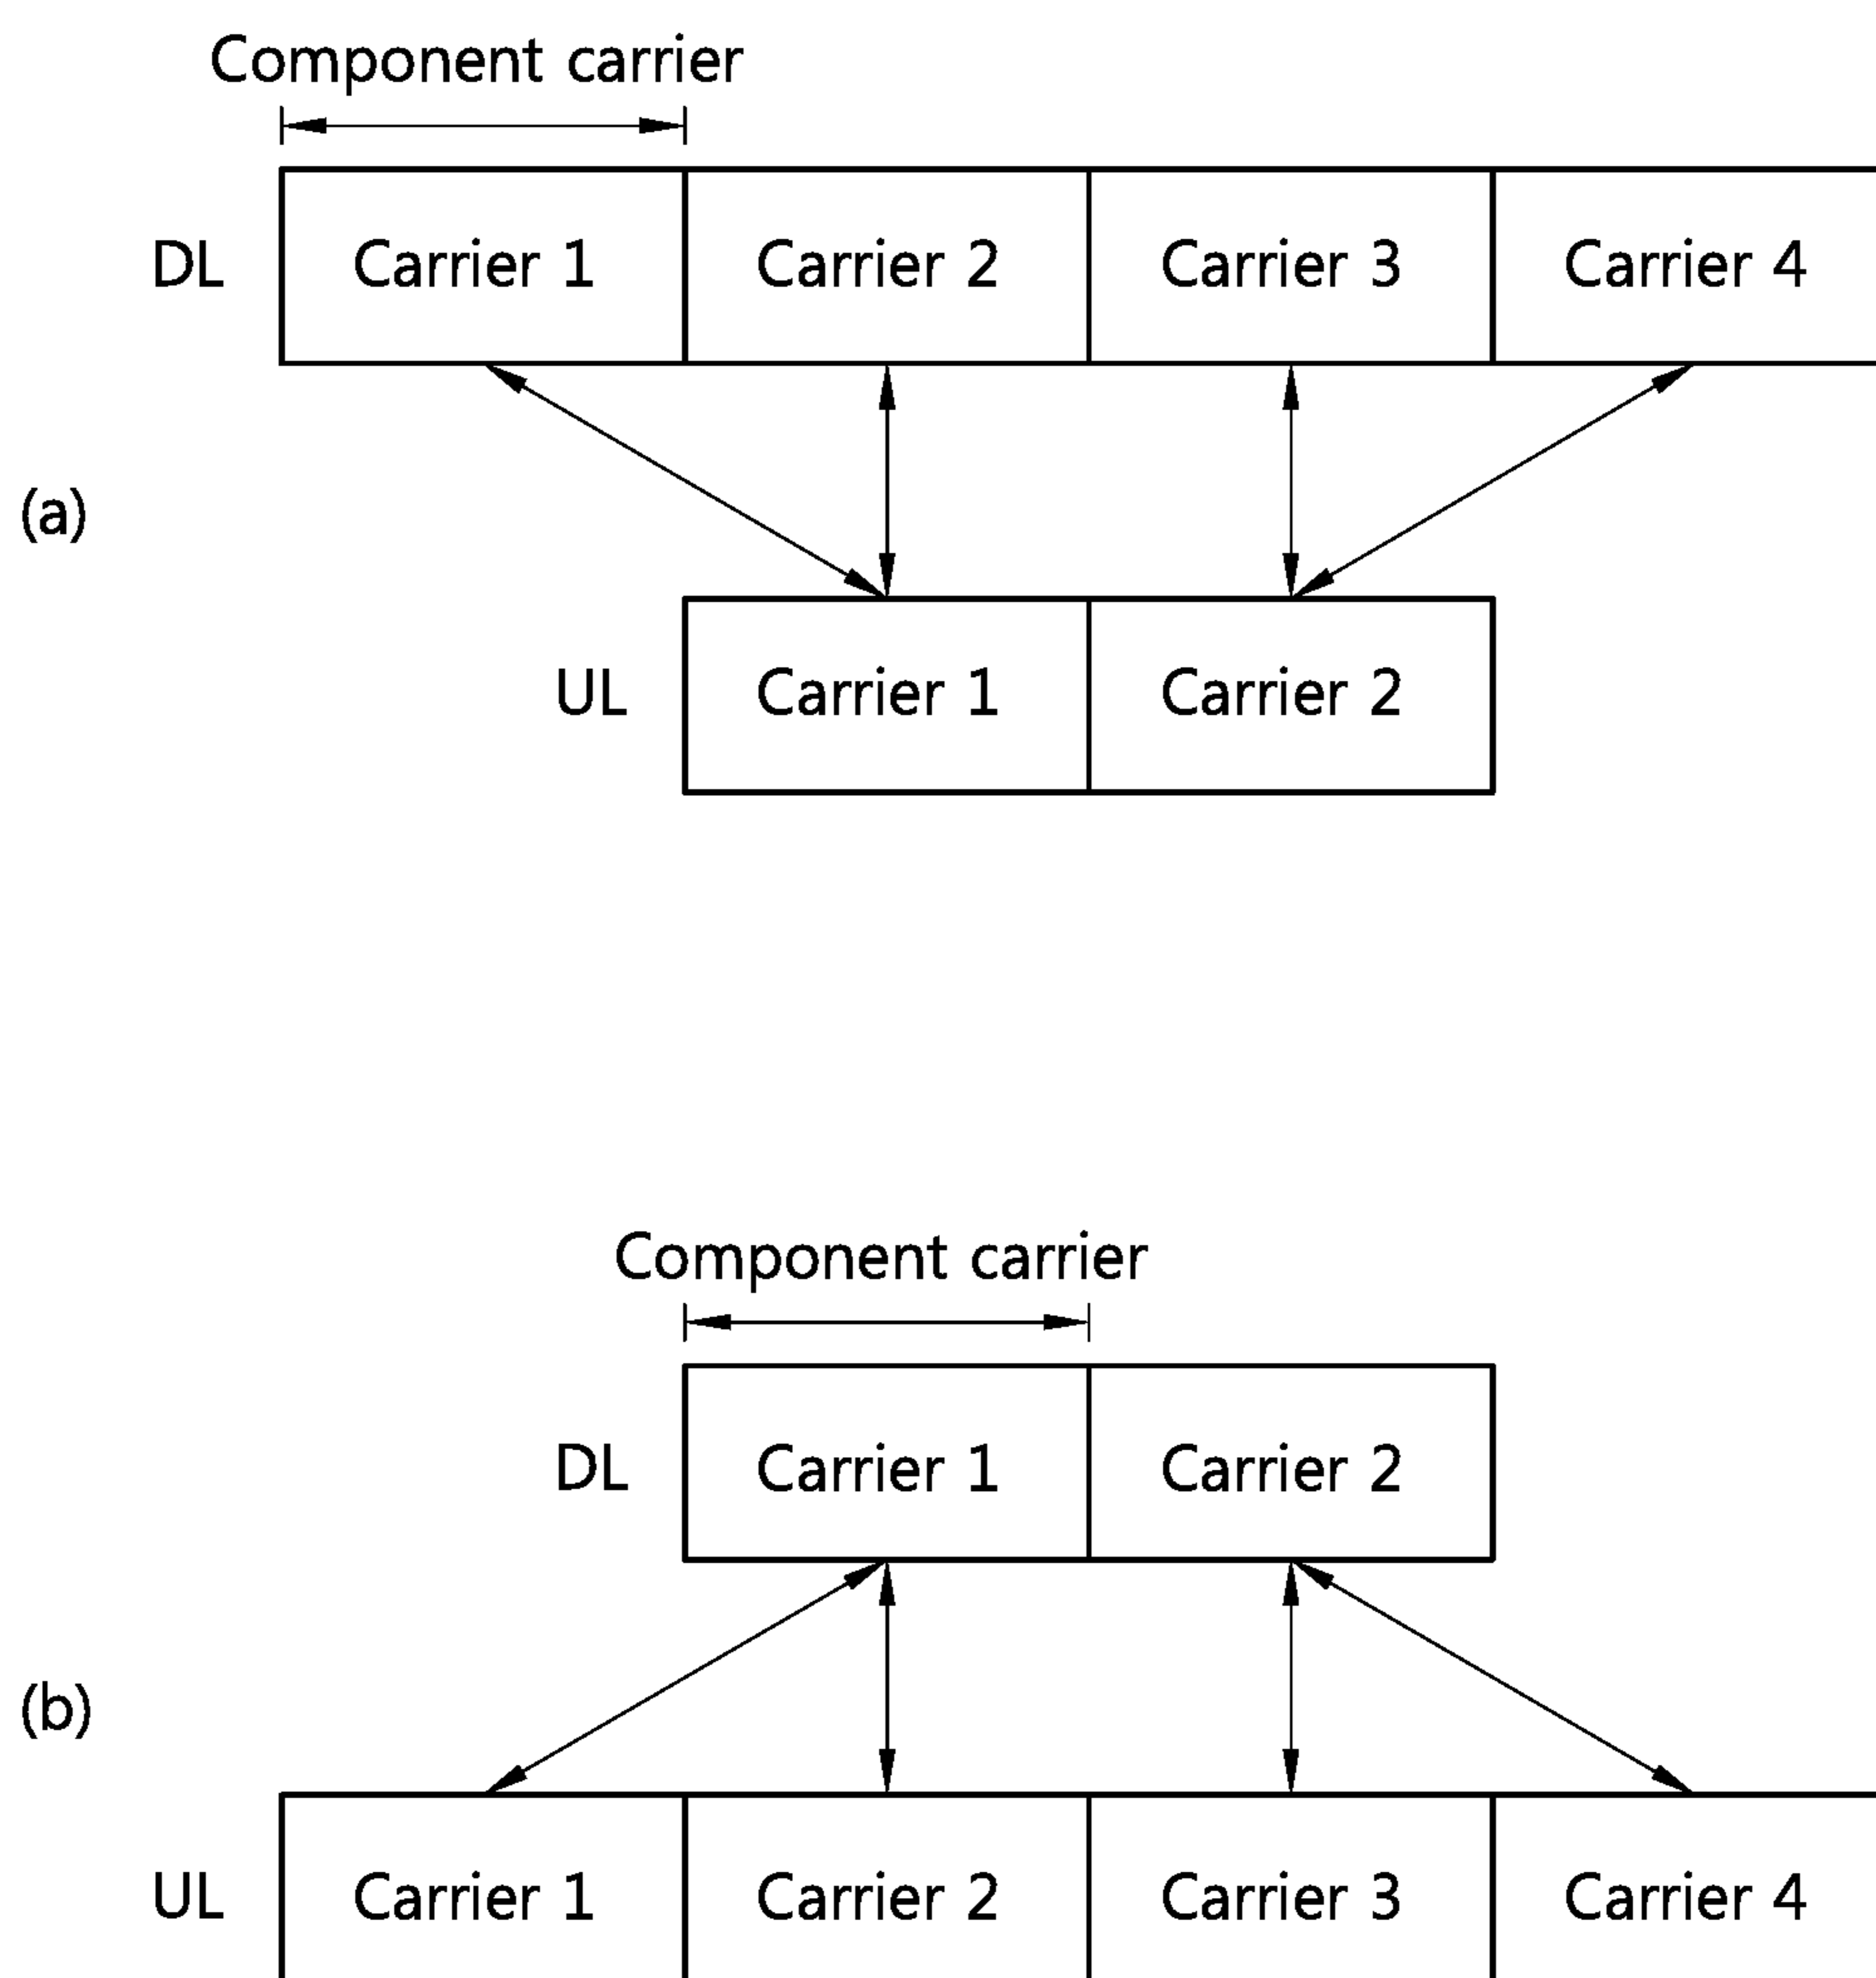 Component carrier
DL Carrier 1 Carrier 2 Carrier 3 Carrier 4
(a)
UL Carrier 1 Carrier 2
Component carrier
DL Carrier 1 Carrier 2
(b)
UL Carrier 1 Carrier 2 Carrier 3 Carrier 4